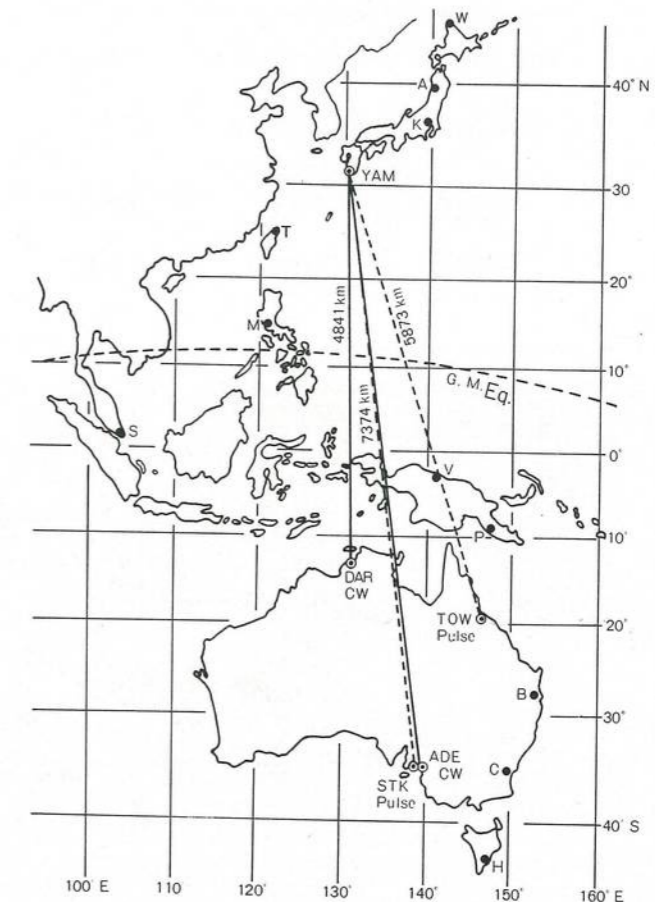 W
A
40° N
K
YAM
30
T
20°
4841 km
5873 km
M
10°
G. M. Eq.
7374 km
S
0°
V
P
10°
DAR
CW
TOW
Pulse
20°
B
30°
ADE
CW
C
STK
Pulse
40° S
H
100° E
110°
120°
130°
140°
150°
160° E